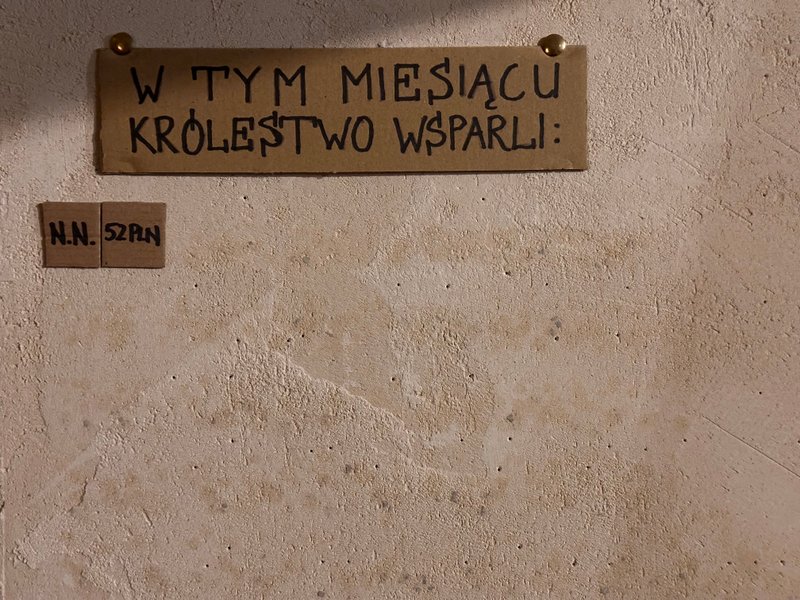 W TYM MIESIĄCU
KRÓLESTWO WSPARLI:
N.N. 52 PLN